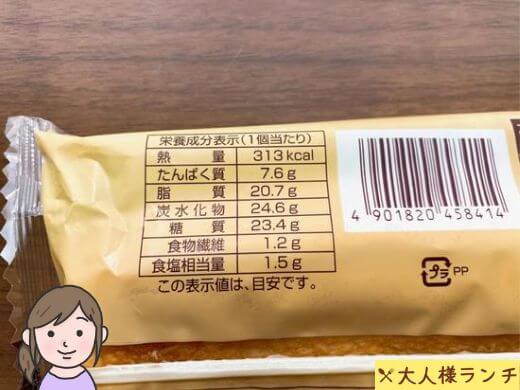 栄養成分表示(1個当たり)
熱量 313kcal
たんぱく質 7.6g
脂質 20.7g
炭水化物 24.6g
糖質 23.4g
食物繊維 1.2g
食塩相当量 1.5g
この表示値は、目安です。
4 901820 458414
プラ PP
大人様ランチ